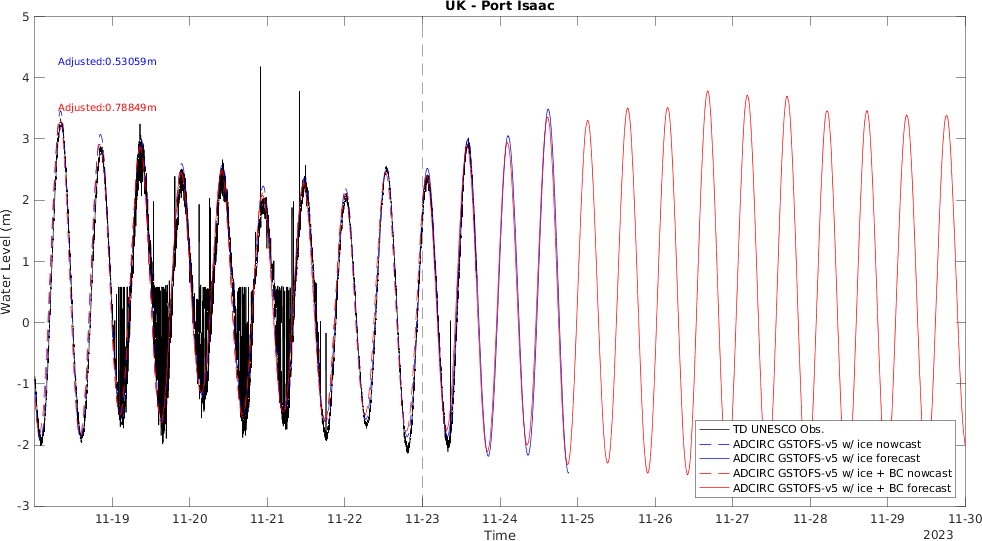 UK - Port Isaac
5
Adjusted:0.53059m
4
Adjusted:0.78849m
3
2
1
0
-1
-2
-3
Water Level (m)
TD UNESCO Obs.
ADCIRC GSTOFS-v5 w/ ice nowcast
ADCIRC GSTOFS-v5 w/ ice forecast
ADCIRC GSTOFS-v5 w/ ice + BC nowcast
ADCIRC GSTOFS-v5 w/ ice + BC forecast
11-19 11-20 11-21 11-22 11-23 11-24 11-25 11-26 11-27 11-28 11-29 11-30
Time
2023